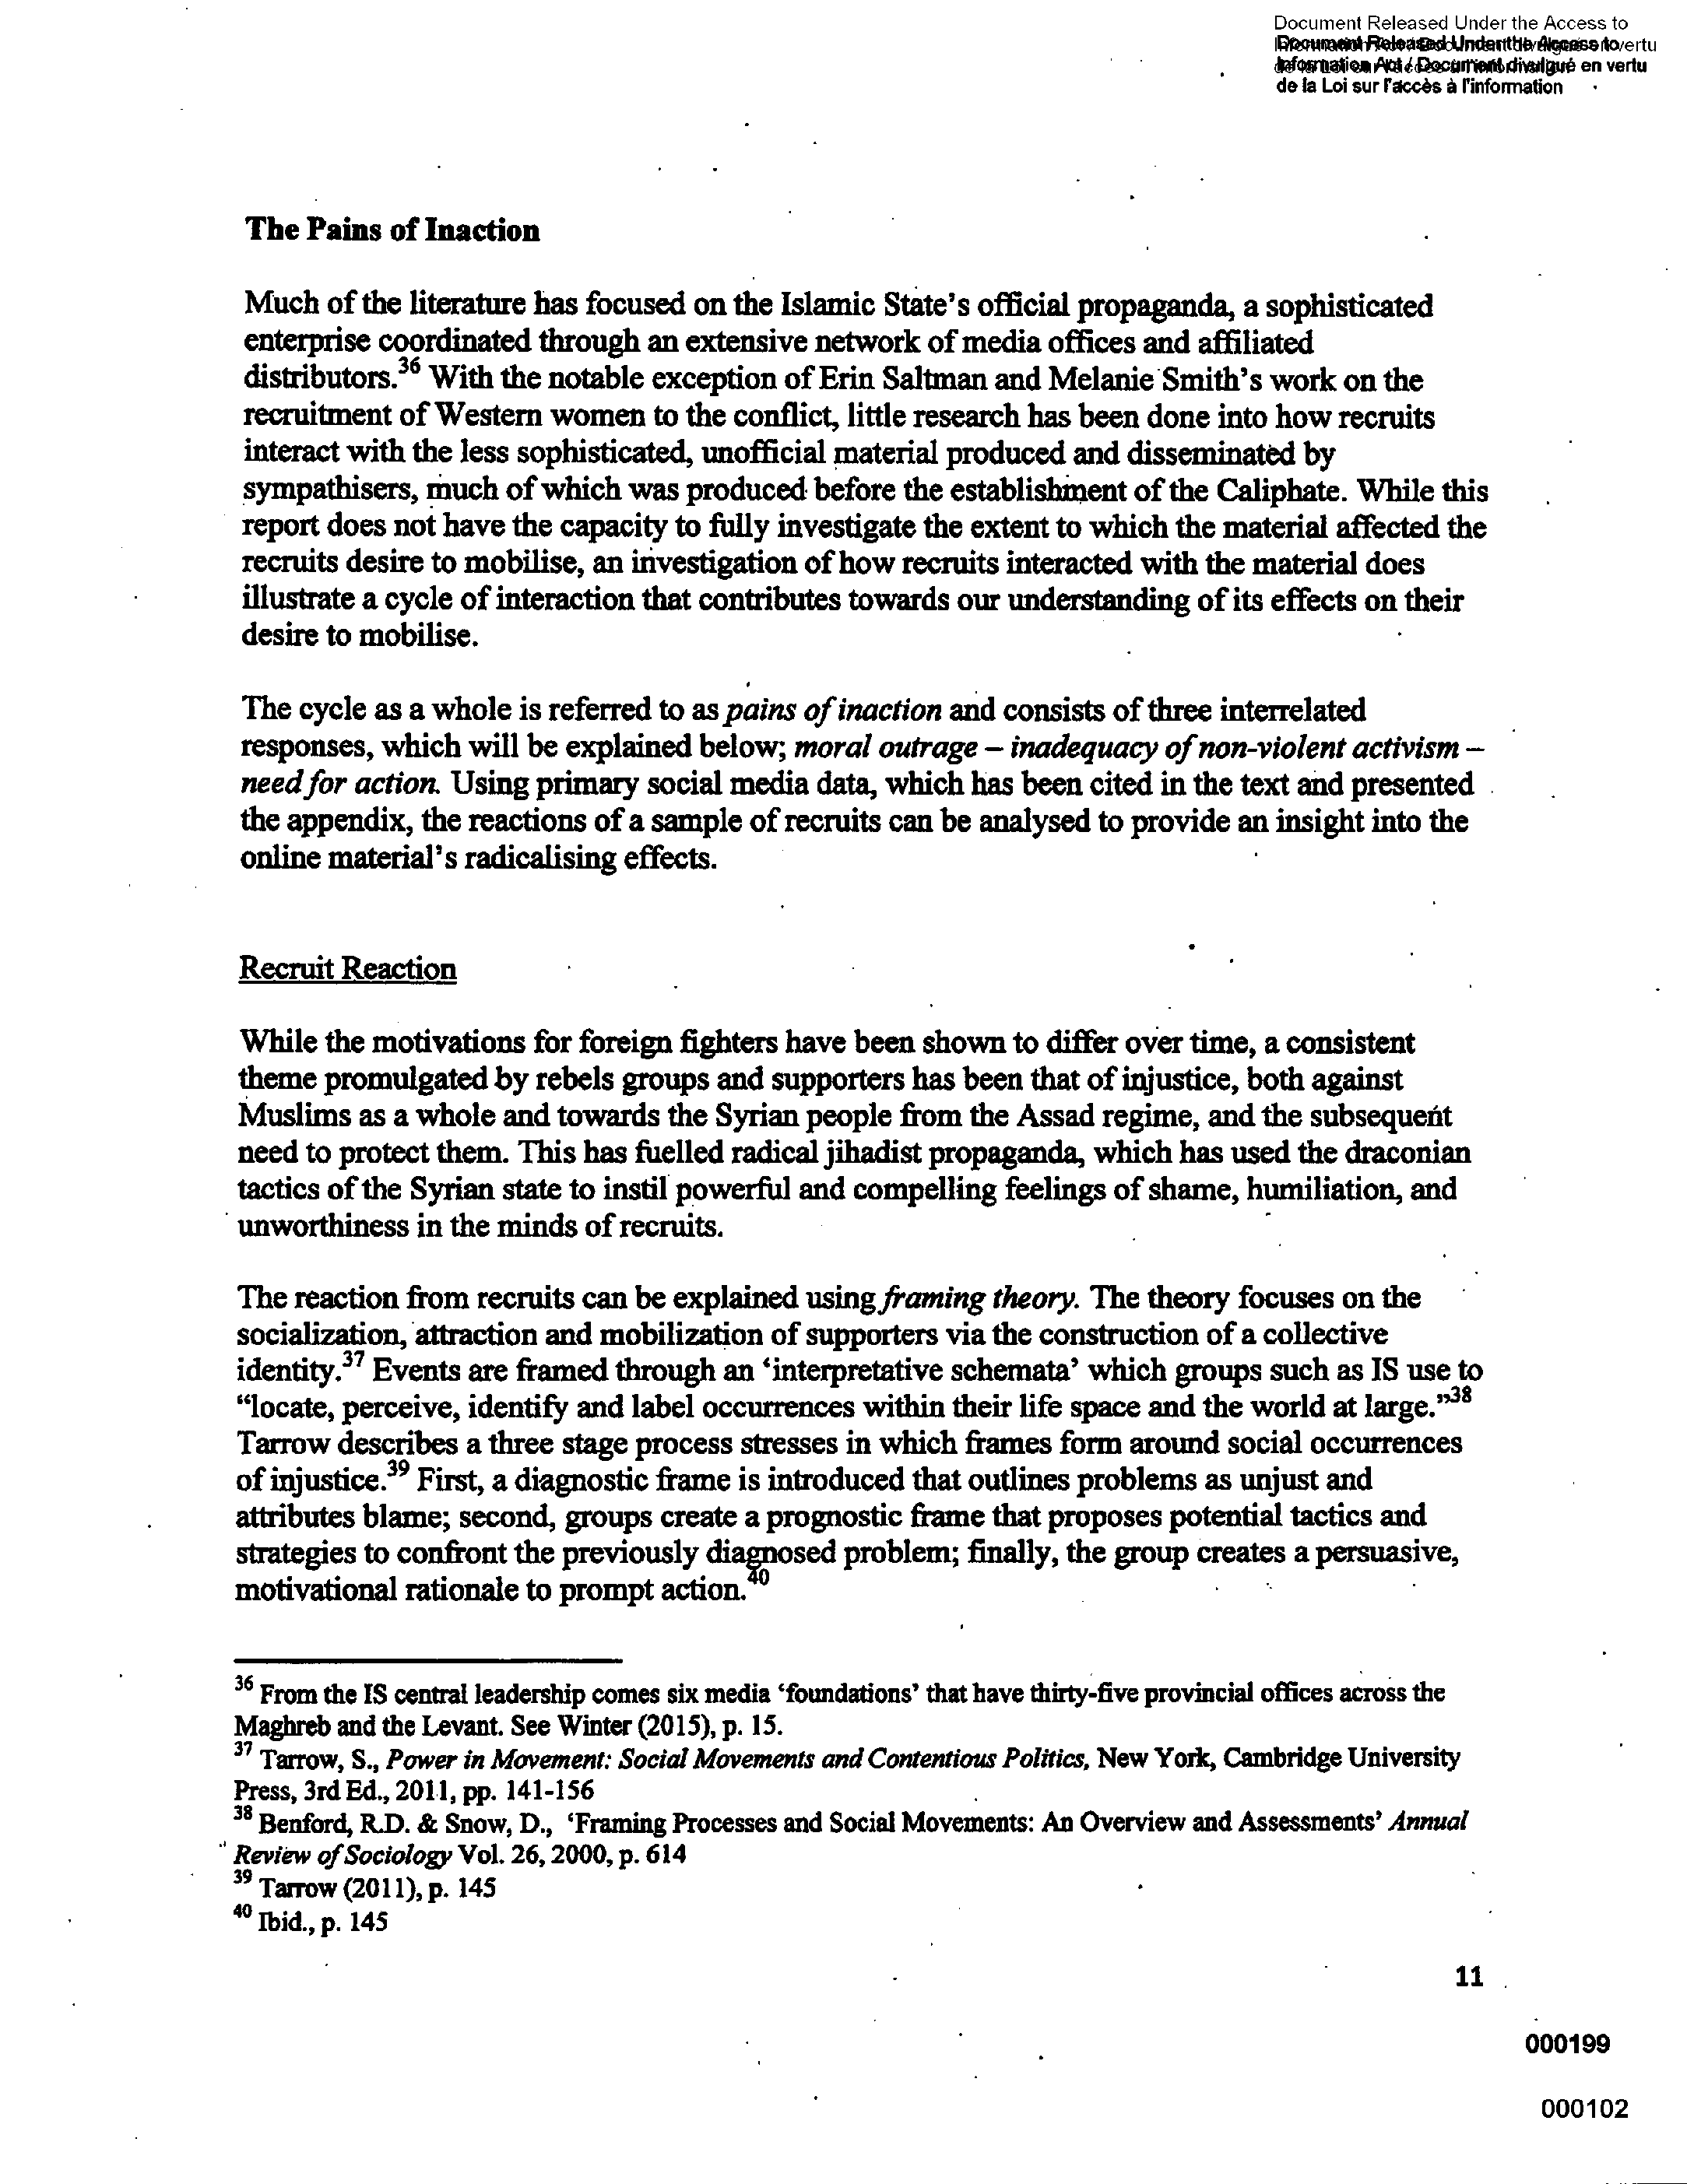 Document Released Under the Access to
Document Released Under the Access to vertu
Information Act / Document divulgué en vertu
de la Loi sur l'accès à l'information
The Pains of Inaction
Much of the literature has focused on the Islamic State's official propaganda, a sophisticated
enterprise coordinated through an extensive network of media offices and affiliated
distributors.36 With the notable exception of Erin Saltman and Melanie Smith's work on the
recruitment of Western women to the conflict, little research has been done into how recruits
interact with the less sophisticated, unofficial material produced and disseminated by
sympathisers, much of which was produced before the establishment of the Caliphate. While this
report does not have the capacity to fully investigate the extent to which the material affected the
recruits desire to mobilise, an investigation of how recruits interacted with the material does
illustrate a cycle of interaction that contributes towards our understanding of its effects on their
desire to mobilise.
The cycle as a whole is referred to as pains of inaction and consists of three interrelated
responses, which will be explained below; moral outrage – inadequacy of non-violent activism –
need for action. Using primary social media data, which has been cited in the text and presented
the appendix, the reactions of a sample of recruits can be analysed to provide an insight into the
online material's radicalising effects.
Recruit Reaction
While the motivations for foreign fighters have been shown to differ over time, a consistent
theme promulgated by rebels groups and supporters has been that of injustice, both against
Muslims as a whole and towards the Syrian people from the Assad regime, and the subsequent
need to protect them. This has fuelled radical jihadist propaganda, which has used the draconian
tactics of the Syrian state to instil powerful and compelling feelings of shame, humiliation, and
unworthiness in the minds of recruits.
The reaction from recruits can be explained using framing theory. The theory focuses on the
socialization, attraction and mobilization of supporters via the construction of a collective
identity.37 Events are framed through an ‘interpretative schemata’ which groups such as IS use to
“locate, perceive, identify and label occurrences within their life space and the world at large.”38
Tarrow describes a three stage process stresses in which frames form around social occurrences
of injustice.39 First, a diagnostic frame is introduced that outlines problems as unjust and
attributes blame; second, groups create a prognostic frame that proposes potential tactics and
strategies to confront the previously diagnosed problem; finally, the group creates a persuasive,
motivational rationale to prompt action.40
36 From the IS central leadership comes six media ‘foundations’ that have thirty-five provincial offices across the
Maghreb and the Levant. See Winter (2015), p. 15.
37 Tarrow, S., Power in Movement: Social Movements and Contentious Politics, New York, Cambridge University
Press, 3rd Ed., 2011, pp. 141-156
38 Benford, R.D. & Snow, D., ‘Framing Processes and Social Movements: An Overview and Assessments’ Annual
Review of Sociology Vol. 26, 2000, p. 614
39 Tarrow (2011), p. 145
40 Ibid., p. 145
11
000199
000102